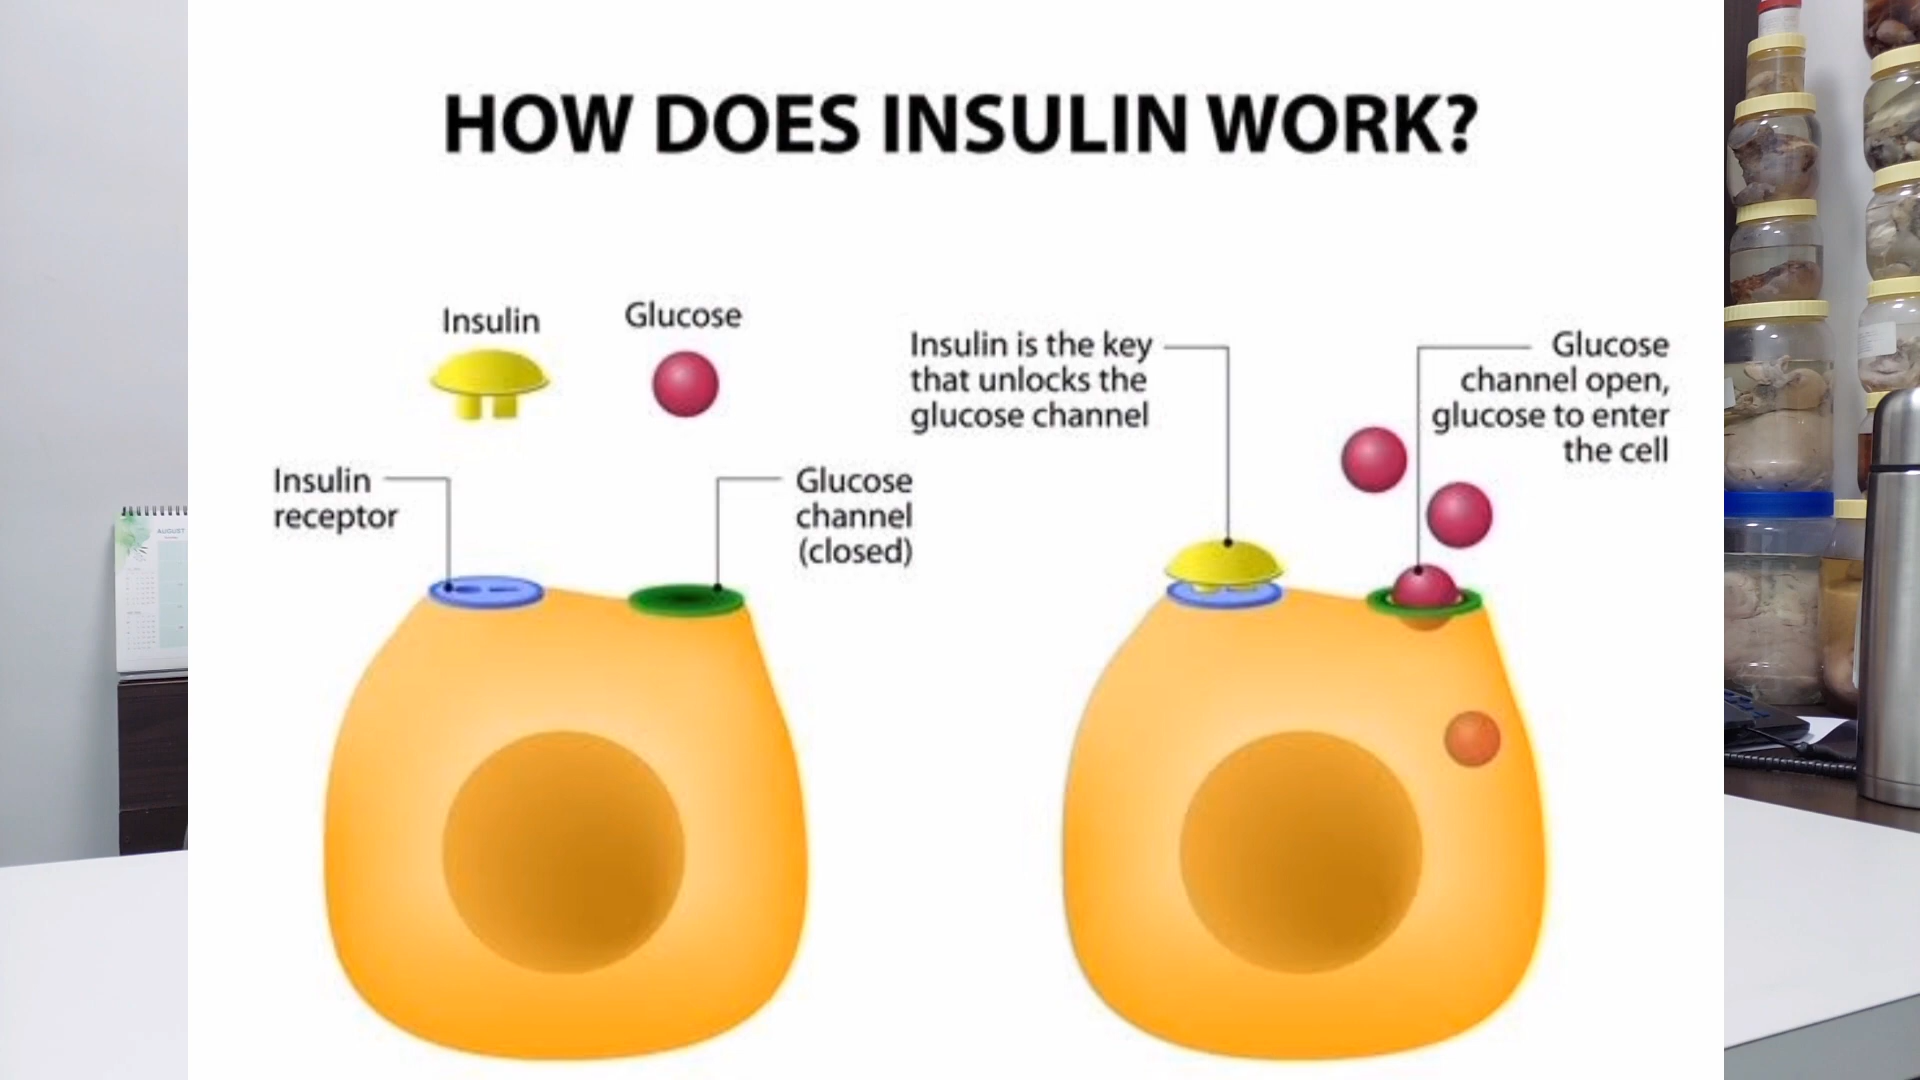 HOW DOES INSULIN WORK?
Insulin
Glucose
Insulin
receptor
Glucose
channel
(closed)
Insulin is the key
that unlocks the
glucose channel
Glucose
channel open,
glucose to enter
the cell
AUGUST